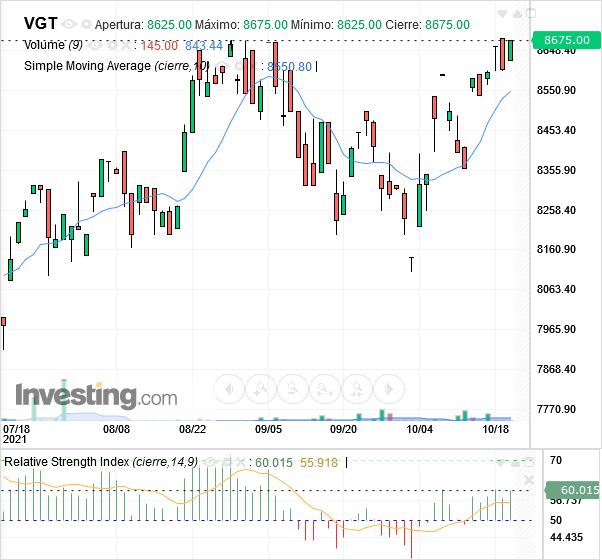 VGT Apertura: 8625.00 Máximo: 8675.00 Mínimo: 8625.00 Cierre: 8675.00
Volume (9) : 145.00 843.44
Simple Moving Average (cierre,10) : 8550.80
8675.00
8648.40
8550.90
8453.40
8355.90
8258.40
8160.90
8063.40
7965.90
7868.40
7770.90
Investing.com
07/18 08/08 08/22 09/05 09/20 10/04 10/18
2021
Relative Strength Index (cierre,14,9) : 60.015 55.918
70
60.015
56.737
50
44.435